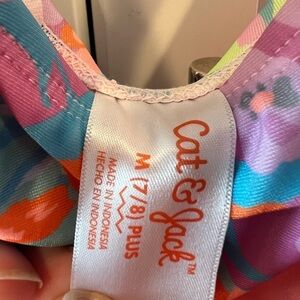 Cat & Jack™
M (7/8) PLUS
MADE IN INDONESIA
HECHO EN INDONESIA